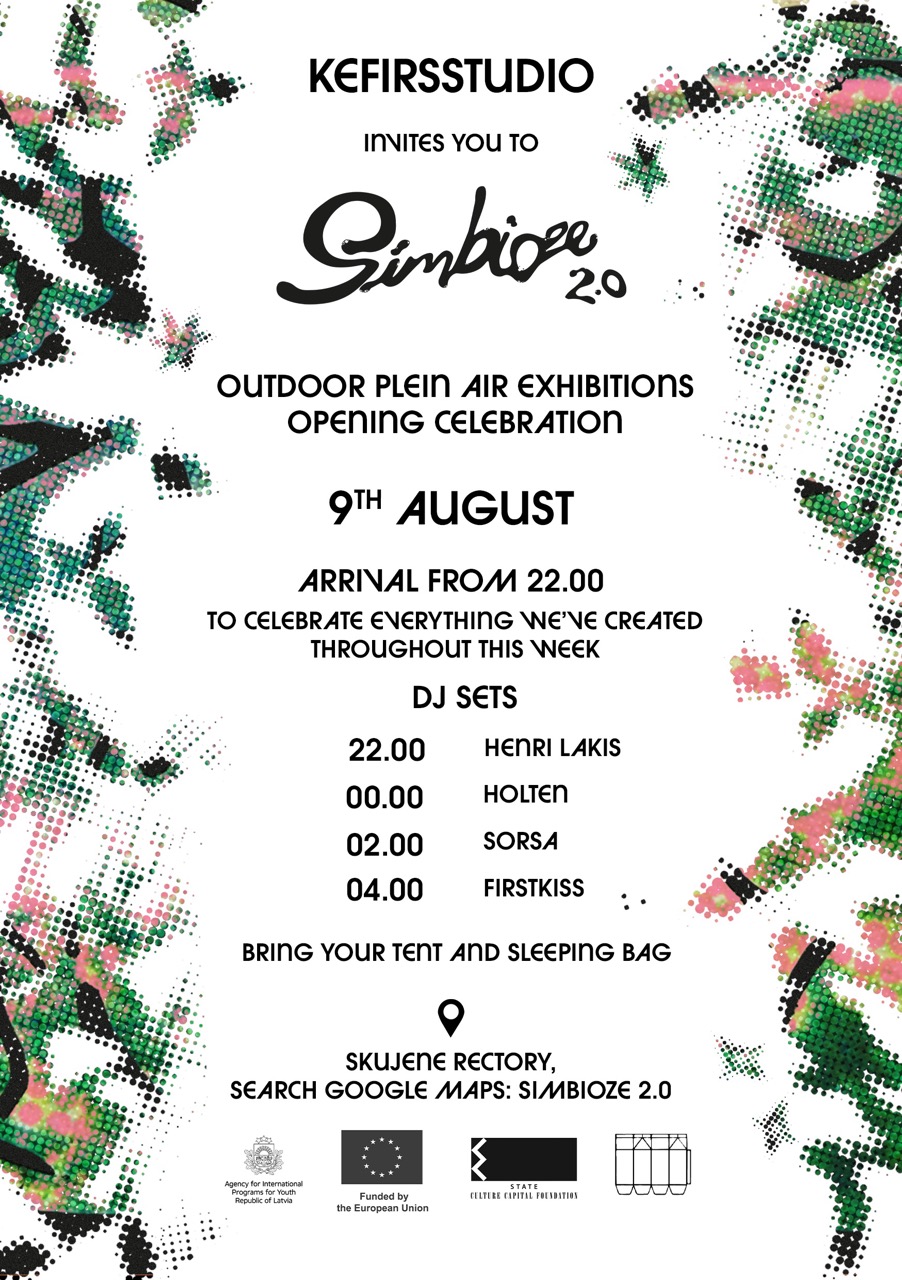 KEFIRSSTUDIO
INVITES YOU TO
Simbioze
2.0
OUTDOOR PLEIN AIR EXHIBITIONS
OPENING CELEBRATION
9TH AUGUST
ARRIVAL FROM 22.00
TO CELEBRATE EVERYTHING WE'VE CREATED
THROUGHOUT THIS WEEK
DJ SETS
22.00 HENRI LAKIS
00.00 HOLTEN
02.00 SORSA
04.00 FIRSTKISS
BRING YOUR TENT AND SLEEPING BAG
SKUJENE RECTORY,
SEARCH GOOGLE MAPS: SIMBIOZE 2.0
Agency for International
Programs for Youth
Republic of Latvia
Funded by
the European Union
STATE
CULTURE CAPITAL FOUNDATION